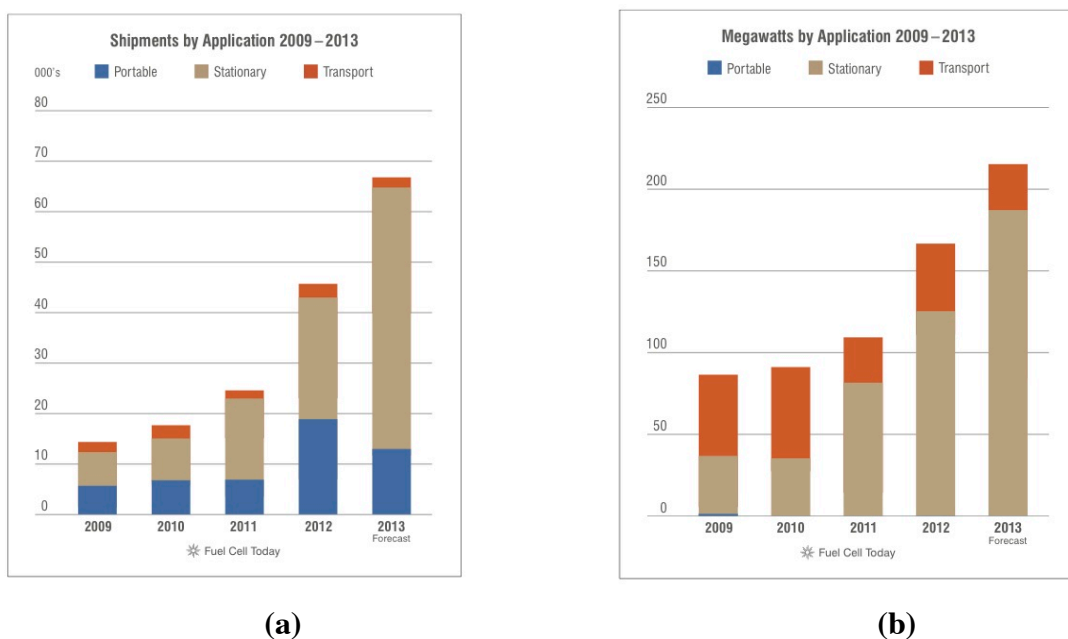 Shipments by Application 2009–2013
000's Portable Stationary Transport
80
70
60
50
40
30
20
10
0
2009 2010 2011 2012 2013
Forecast
Fuel Cell Today
(a)
Megawatts by Application 2009–2013
Portable Stationary Transport
250
200
150
100
50
0
2009 2010 2011 2012 2013
Forecast
Fuel Cell Today
(b)